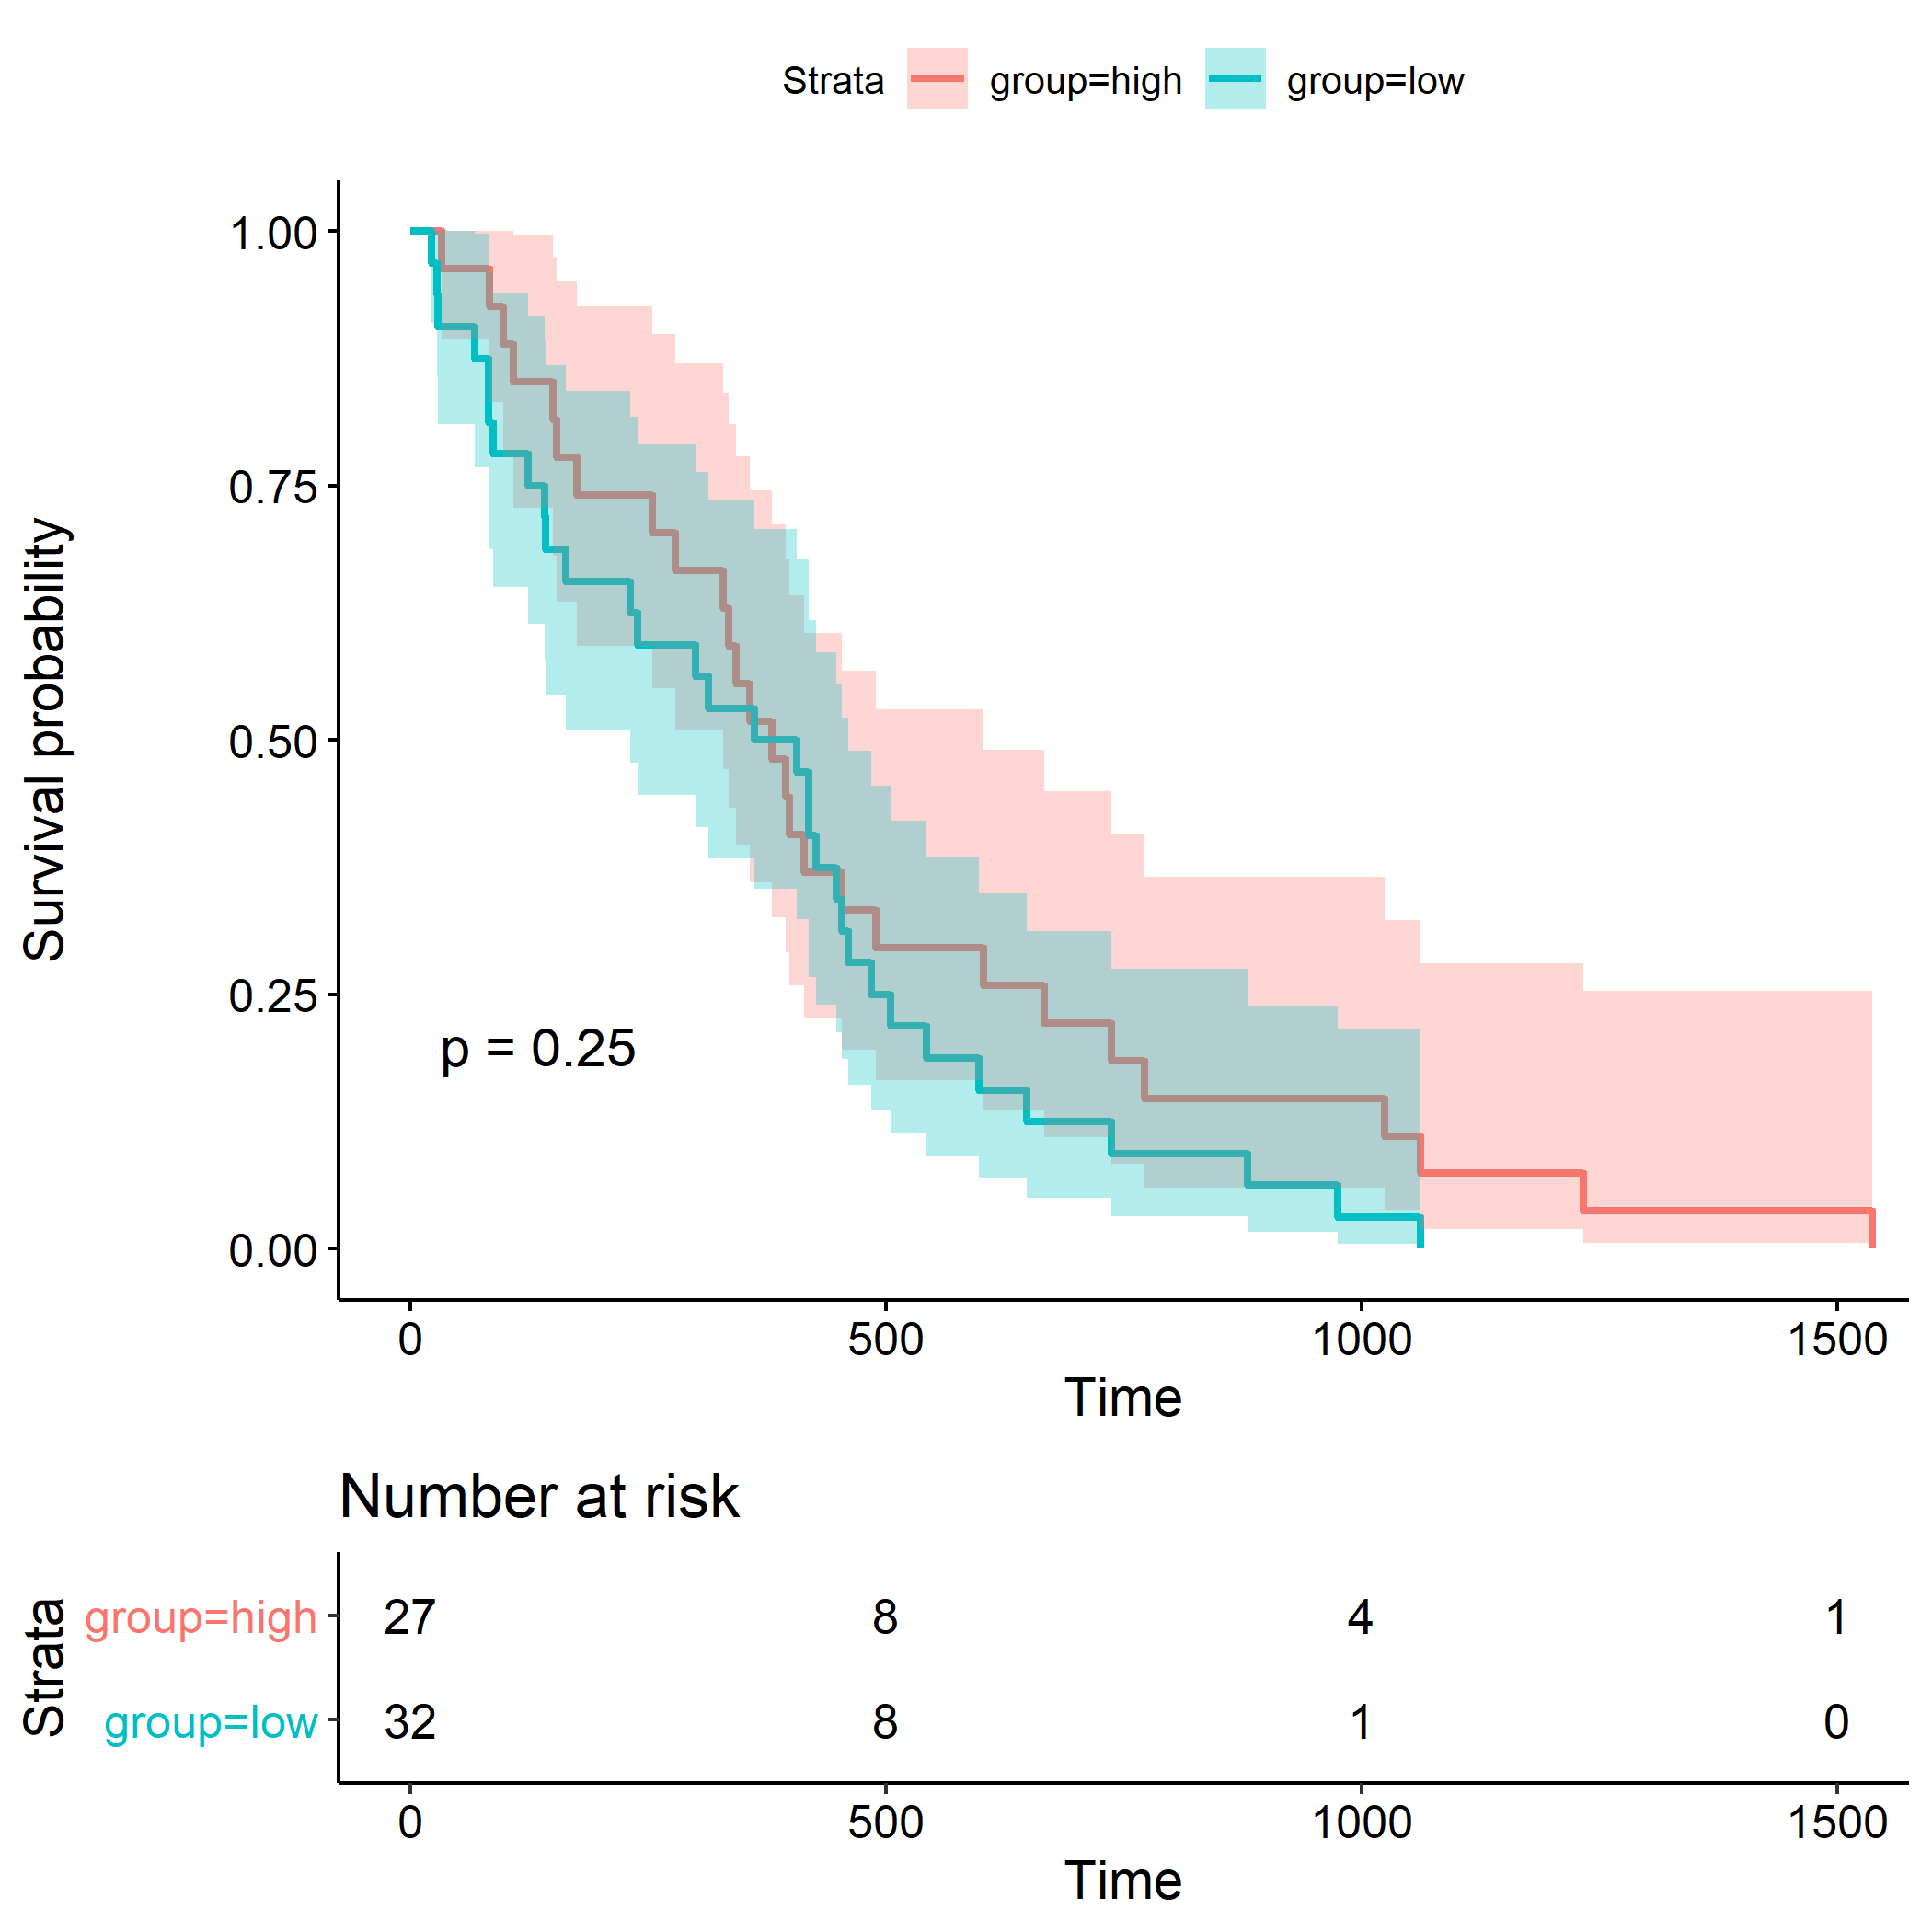 Strata group=high group=low
Survival probability
1.00
0.75
0.50
0.25
0.00
p = 0.25
0 500 1000 1500
Time
Number at risk
Strata
group=high 27 8 4 1
group=low 32 8 1 0
0 500 1000 1500
Time